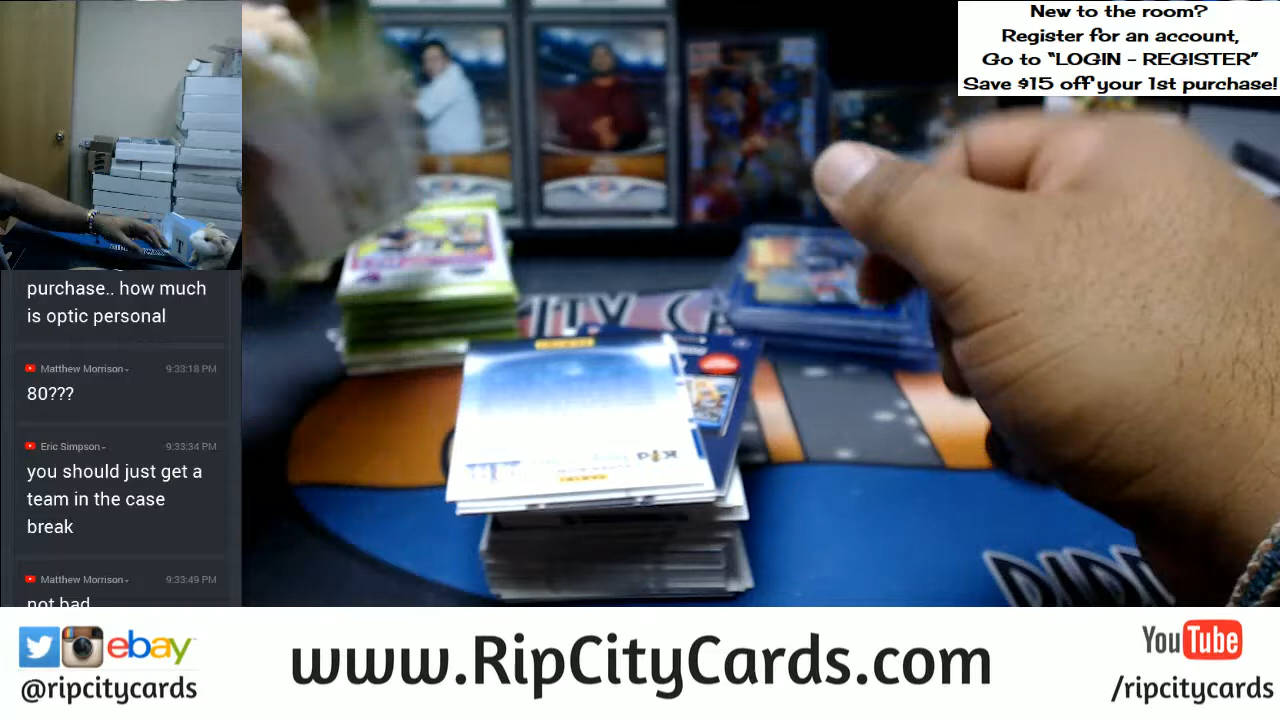 New to the room?
Register for an account,
Go to "LOGIN - REGISTER"
Save $15 off your 1st purchase!
purchase.. how much
is optic personal
Matthew Morrison
9:33:18 PM
80???
Eric Simpson
9:33:34 PM
you should just get a
team in the case
break
Matthew Morrison
9:33:49 PM
not bad
ebay
@ripcitycards
www.RipCityCards.com
YouTube
/ripcitycards